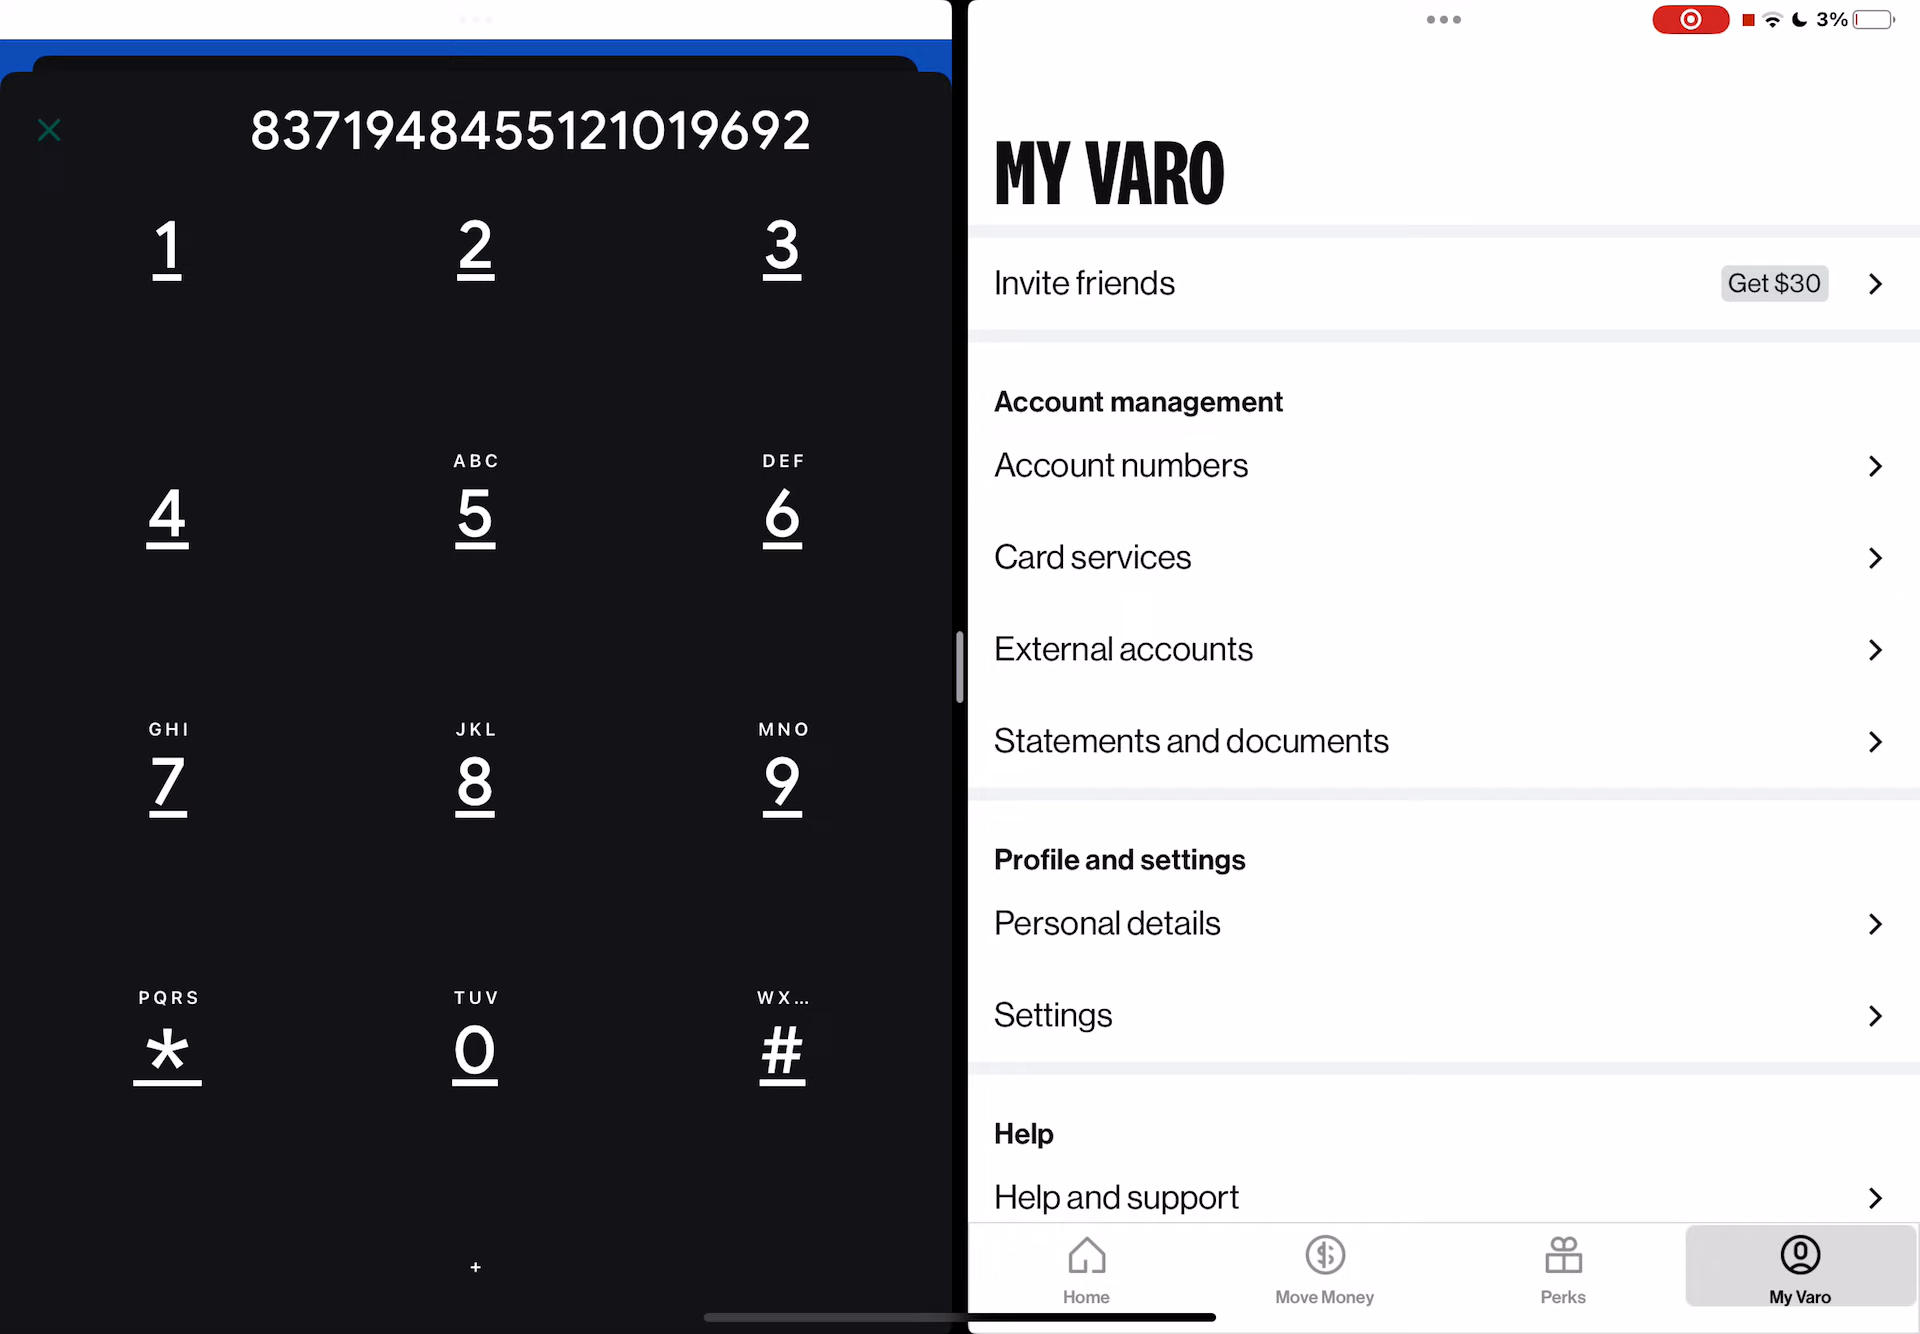 8371948455121019692
1 2 3
ABC DEF
4 5 6
GHI JKL MNO
7 8 9
PQRS TUV WX...
* 0 #
+
3%
MY VARO
Invite friends Get $30
Account management
Account numbers
Card services
External accounts
Statements and documents
Profile and settings
Personal details
Settings
Help
Help and support
Home Move Money Perks My Varo